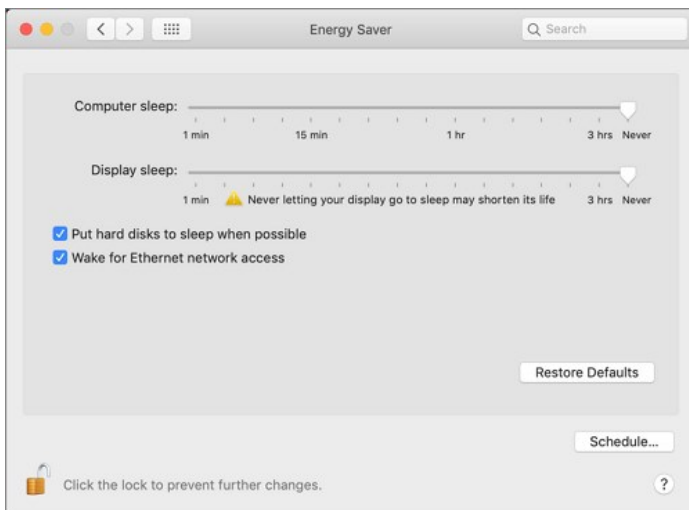 Energy Saver
Search
Computer sleep:
1 min 15 min 1 hr 3 hrs Never
Display sleep:
1 min Never letting your display go to sleep may shorten its life 3 hrs Never
Put hard disks to sleep when possible
Wake for Ethernet network access
Restore Defaults
Schedule...
Click the lock to prevent further changes.
?